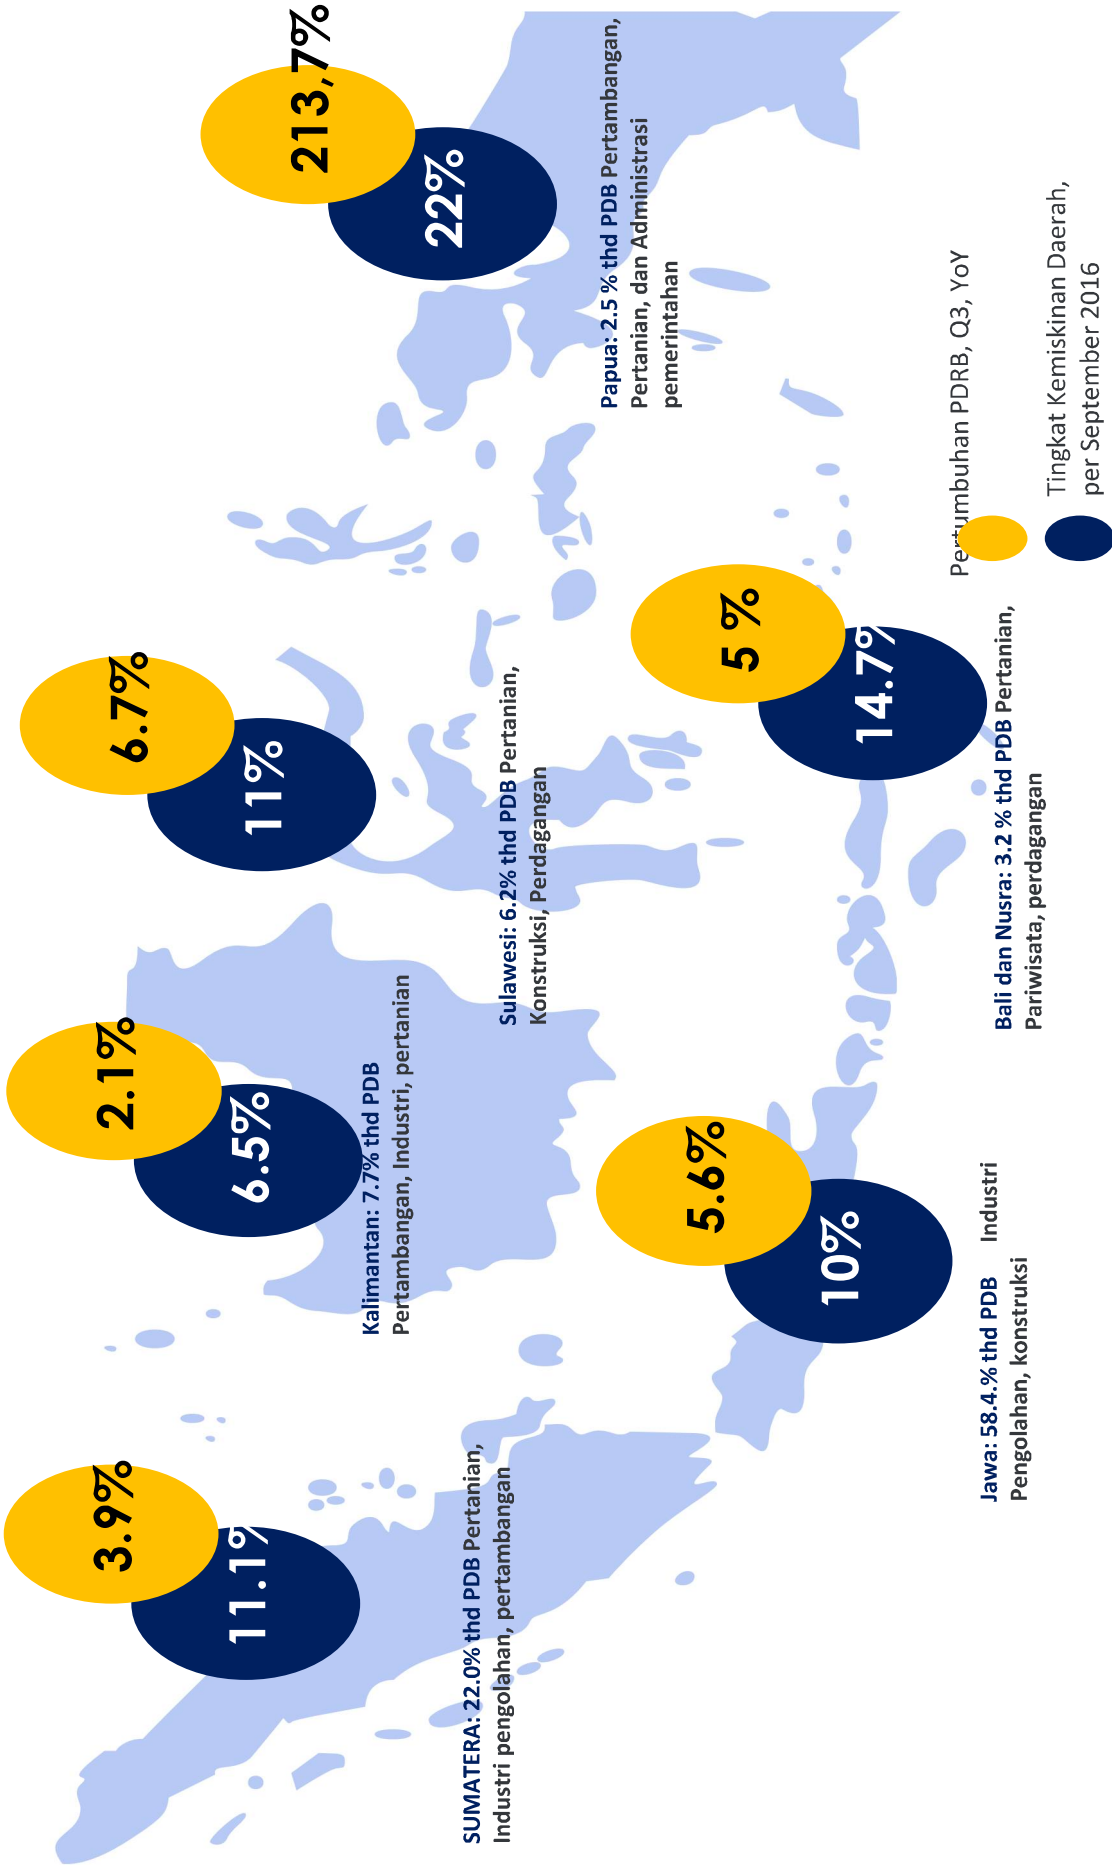 3.9%
11.1%
SUMATERA: 22.0% thd PDB Pertanian,
Industri pengolahan, pertambangan
2.1%
6.5%
Kalimantan: 7.7% thd PDB
Pertambangan, Industri, pertanian
6.7%
11%
Sulawesi: 6.2% thd PDB Pertanian,
Konstruksi, Perdagangan
213,7%
22%
Papua: 2.5 % thd PDB Pertambangan,
Pertanian, dan Administrasi
pemerintahan
5.6%
10%
Jawa: 58.4.% thd PDB Industri
Pengolahan, konstruksi
5 %
14.7%
Bali dan Nusra: 3.2 % thd PDB Pertanian,
Pariwisata, perdagangan
Pertumbuhan PDRB, Q3, YoY
Tingkat Kemiskinan Daerah,
per September 2016